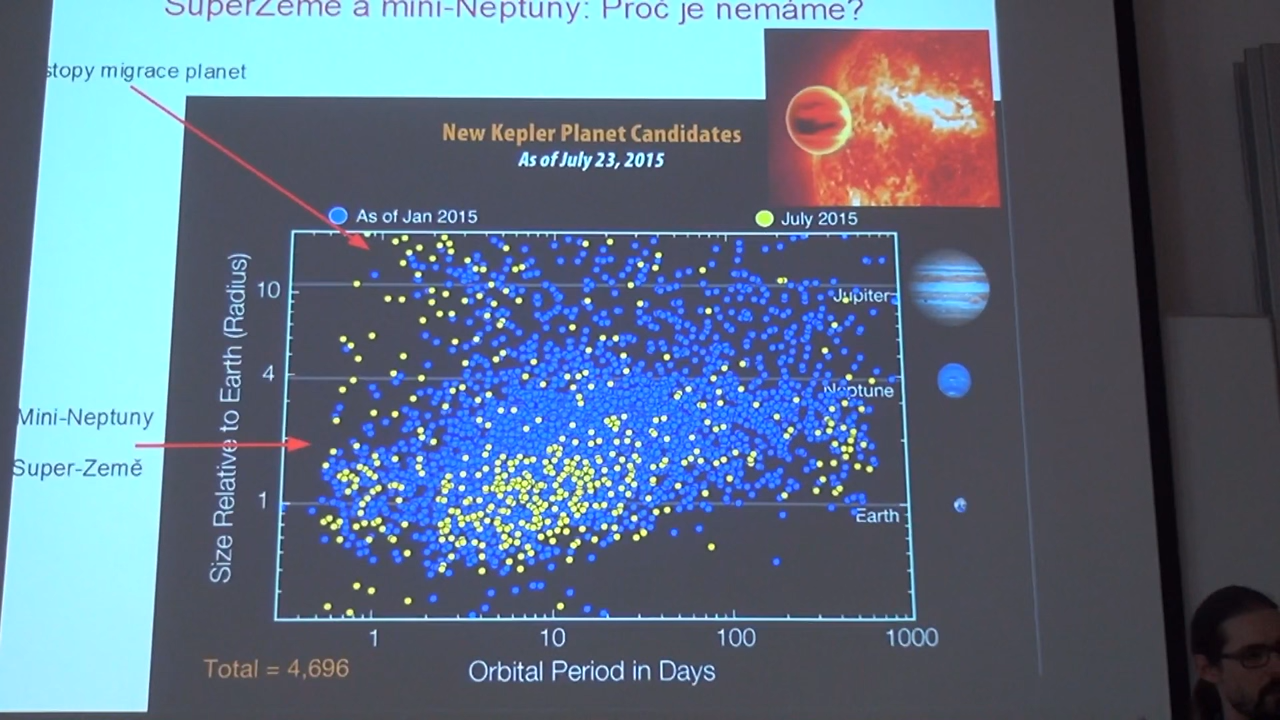 SuperZemě a mini-Neptuny: Proč je nemáme?
stopy migrace planet
New Kepler Planet Candidates
As of July 23, 2015
As of Jan 2015
July 2015
Size Relative to Earth (Radius)
10
4
1
Jupiter
Neptune
Earth
Mini-Neptuny
Super-Země
1
10
100
1000
Orbital Period in Days
Total = 4,696